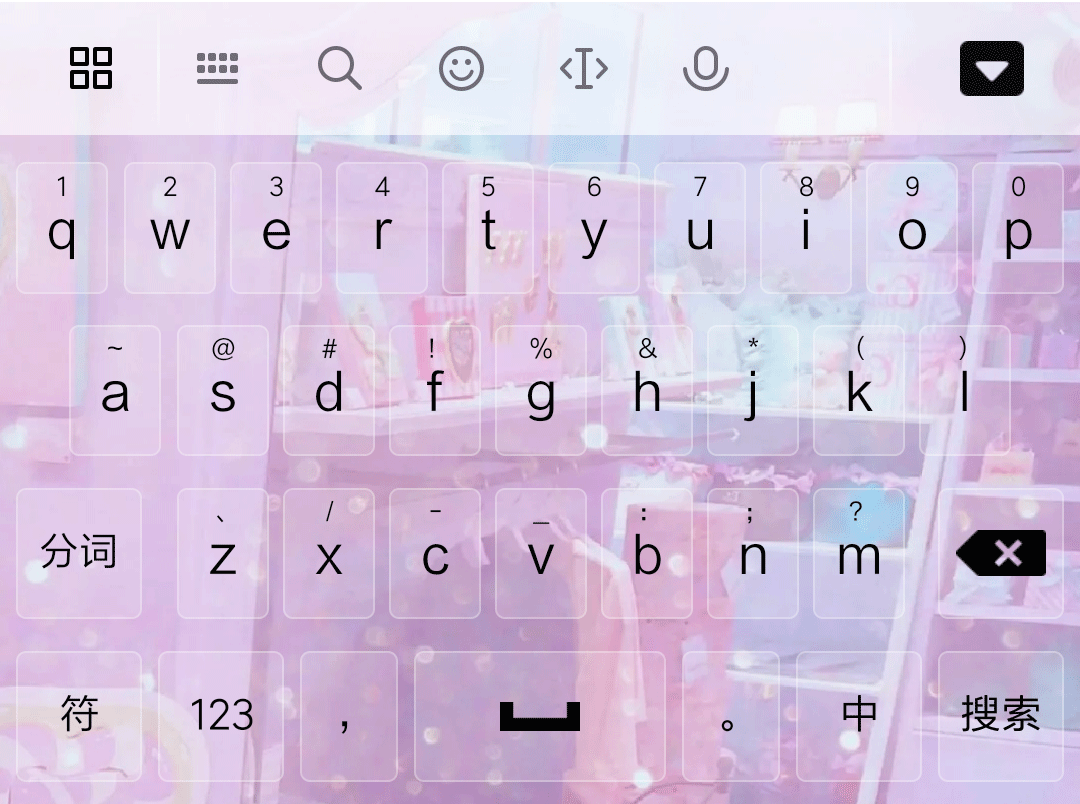 1 2 3 4 5 6 7 8 9 0
q w e r t y u i o p
~ @ # ! % & * ( )
a s d f g h j k l
、 / - _ : ; ?
分词 z x c v b n m
符 123 , 。 中 搜索